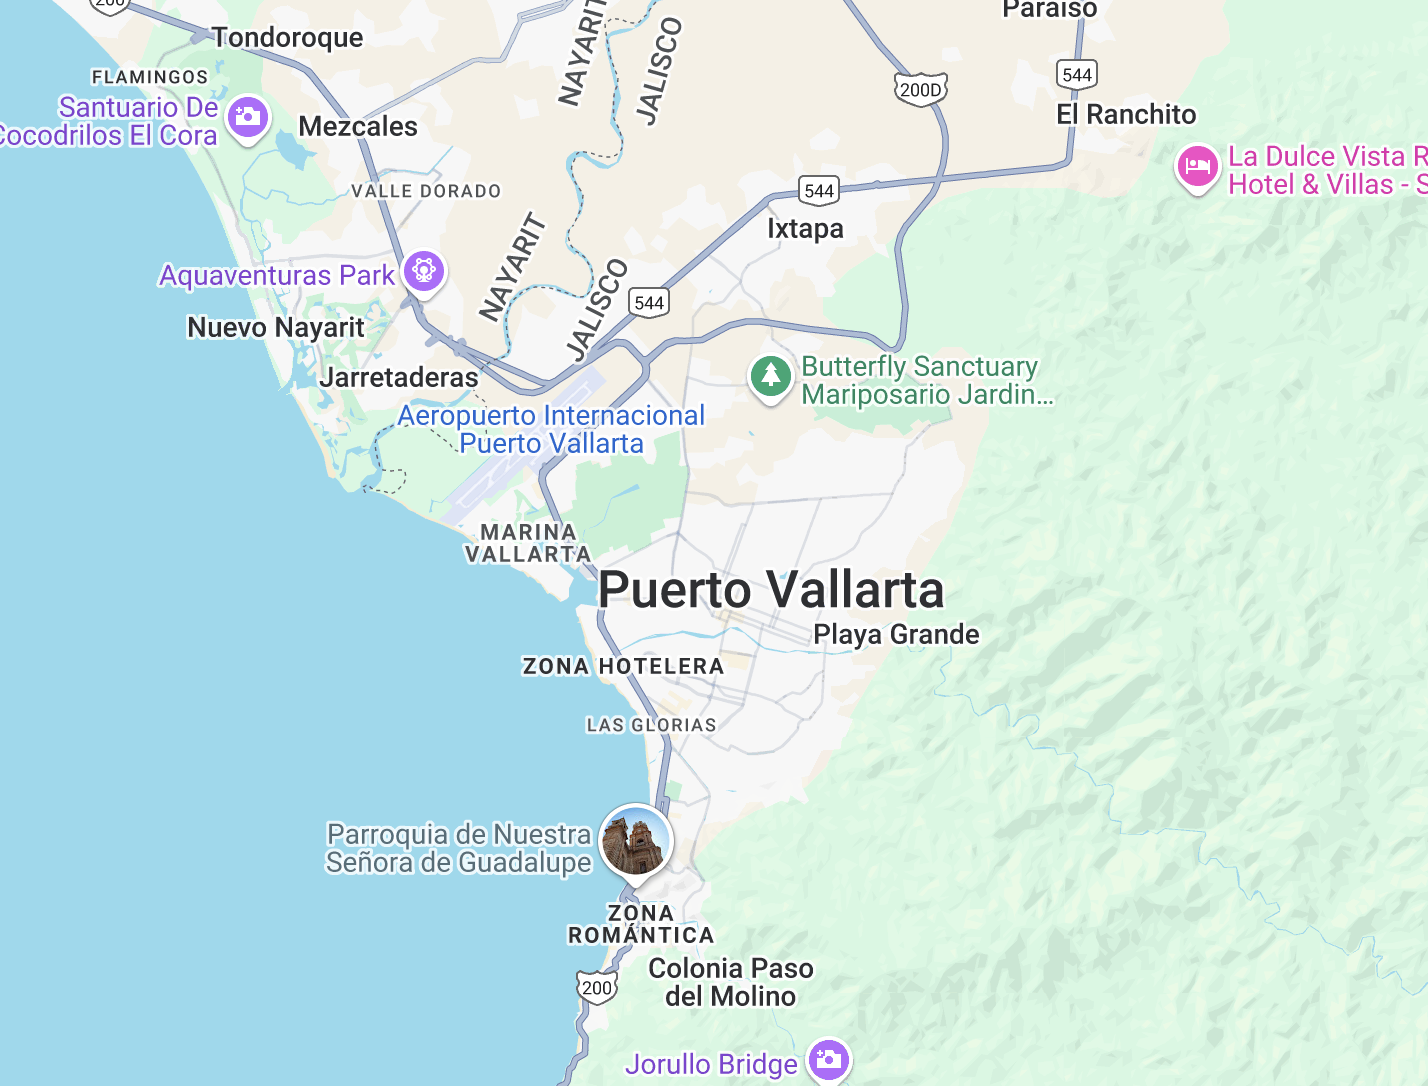 200
Tondoroque
FLAMINGOS
Santuario De
Cocodrilos El Cora
Mezcales
NAYARIT
JALISCO
200D
Paraíso
544
El Ranchito
La Dulce Vista R
Hotel & Villas - S
VALLE DORADO
544
Ixtapa
NAYARIT
JALISCO
544
Aquaventuras Park
Nuevo Nayarit
Jarretaderas
Butterfly Sanctuary
Mariposario Jardin...
Aeropuerto Internacional
Puerto Vallarta
MARINA
VALLARTA
Puerto Vallarta
Playa Grande
ZONA HOTELERA
LAS GLORIAS
Parroquia de Nuestra
Señora de Guadalupe
ZONA
ROMÁNTICA
Colonia Paso
del Molino
200
Jorullo Bridge